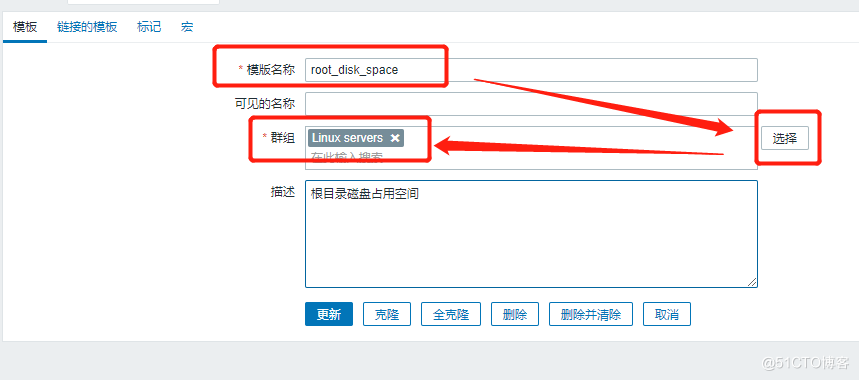 模板 链接的模板 标记 宏
* 模版名称 root_disk_space
可见的名称
* 群组 Linux servers ✖ 选择
在此输入搜索
描述 根目录磁盘占用空间
更新 克隆 全克隆 删除 删除并清除 取消
@51CTO博客